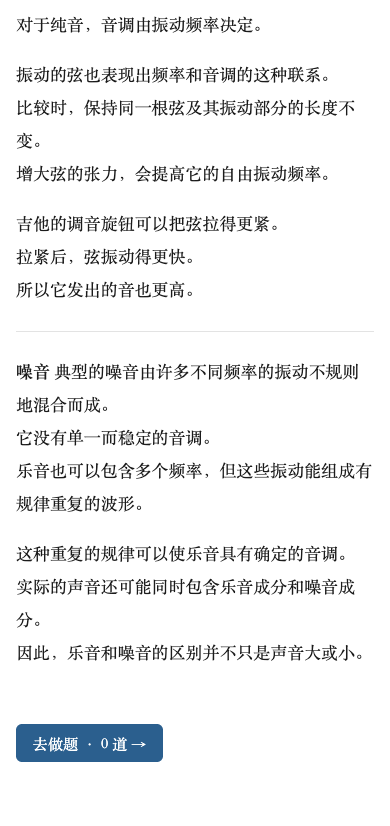 对于纯音，音调由振动频率决定。
振动的弦也表现出频率和音调的这种联系。
比较时，保持同一根弦及其振动部分的长度不
变。
增大弦的张力，会提高它的自由振动频率。
吉他的调音旋钮可以把弦拉得更紧。
拉紧后，弦振动得更快。
所以它发出的音也更高。
噪音 典型的噪音由许多不同频率的振动不规则
地混合而成。
它没有单一而稳定的音调。
乐音也可以包含多个频率，但这些振动能组成有
规律重复的波形。
这种重复的规律可以使乐音具有确定的音调。
实际的声音还可能同时包含乐音成分和噪音成
分。
因此，乐音和噪音的区别并不只是声音大或小。
去做题 · 0 道 →